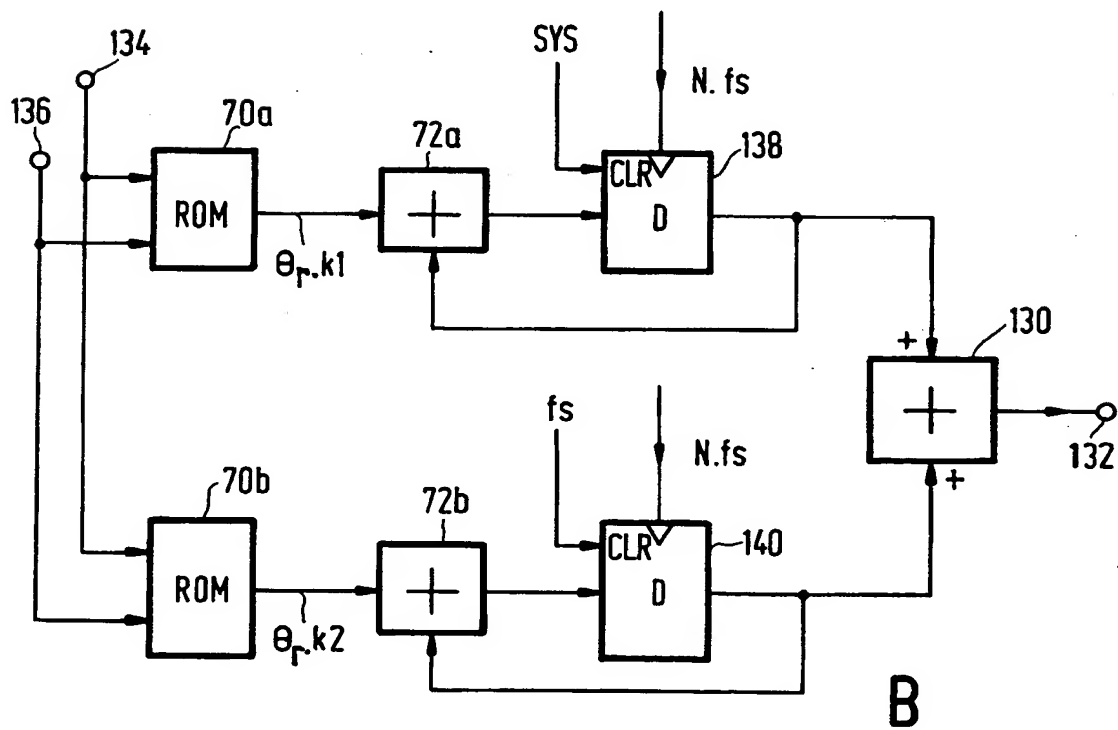 134
SYS
N.fs
136
70a
72a
138
CLR
ROM
+
D
θr.k1
130
+
+
fs
N.fs
132
+
70b
72b
140
CLR
ROM
+
D
θr.k2
B